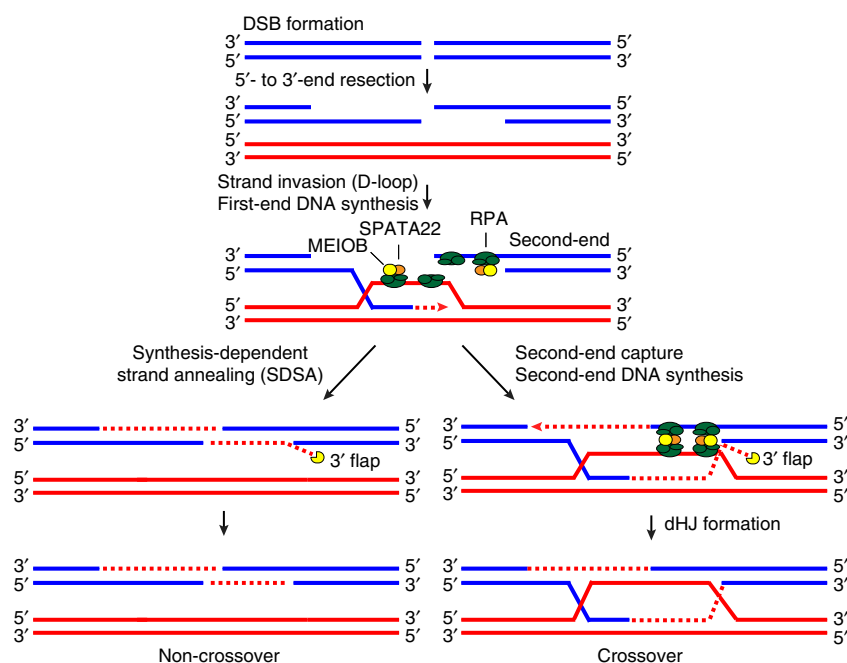 DSB formation
3′ 5′
5′ 3′
5′- to 3′-end resection
3′ 5′
5′ 3′
5′ 3′
3′ 5′
Strand invasion (D-loop)
First-end DNA synthesis
SPATA22 RPA
MEIOB Second-end
3′ 5′
5′ 3′
5′ 3′
3′ 5′
Synthesis-dependent
strand annealing (SDSA)
Second-end capture
Second-end DNA synthesis
3′ 5′
5′ 3′
3′ flap
5′ 3′
3′ 5′
3′ 5′
5′ 3′
3′ flap
5′ 3′
3′ 5′
dHJ formation
3′ 5′
5′ 3′
5′ 3′
3′ 5′
Non-crossover
3′ 5′
5′ 3′
5′ 3′
3′ 5′
Crossover